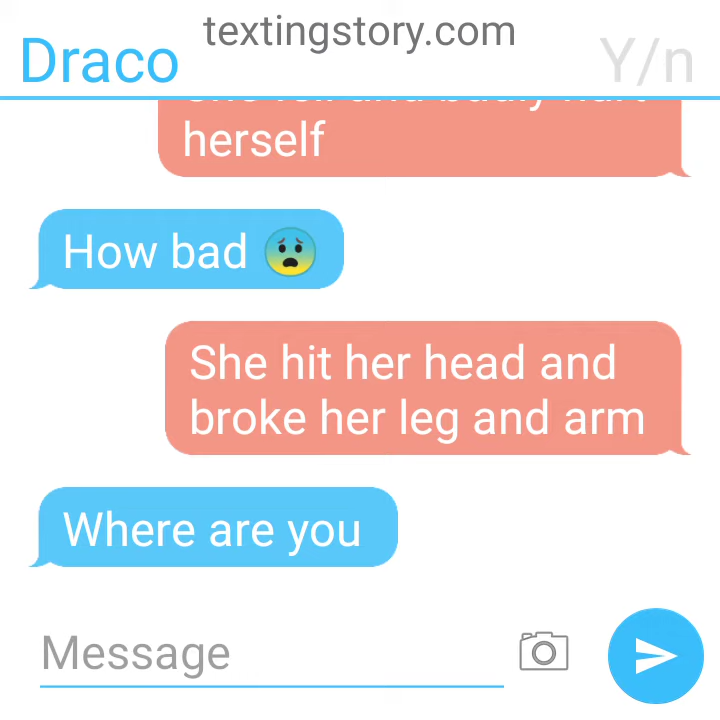 textingstory.com
Draco
Y/n
herself
How bad 😰
She hit her head and
broke her leg and arm
Where are you
Message